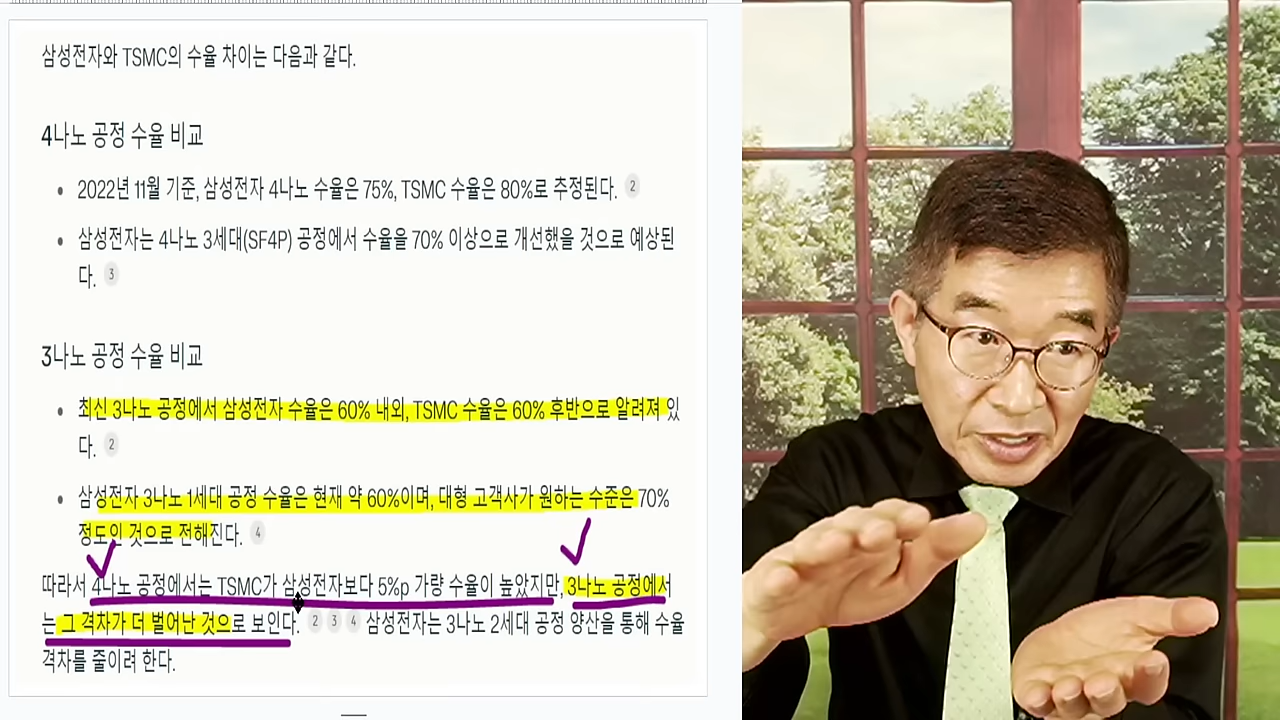 삼성전자와 TSMC의 수율 차이는 다음과 같다.
4나노 공정 수율 비교
• 2022년 11월 기준, 삼성전자 4나노 수율은 75%, TSMC 수율은 80%로 추정된다. 2
• 삼성전자는 4나노 3세대(SF4P) 공정에서 수율을 70% 이상으로 개선했을 것으로 예상된
다. 3
3나노 공정 수율 비교
• 최신 3나노 공정에서 삼성전자 수율은 60% 내외, TSMC 수율은 60% 후반으로 알려져 있
다. 2
• 삼성전자 3나노 1세대 공정 수율은 현재 약 60%이며, 대형 고객사가 원하는 수준은 70%
정도인 것으로 전해진다. 4
따라서 4나노 공정에서는 TSMC가 삼성전자보다 5%p 가량 수율이 높았지만, 3나노 공정에서
는 그 격차가 더 벌어난 것으로 보인다. 2 3 4 삼성전자는 3나노 2세대 공정 양산을 통해 수율
격차를 줄이려 한다.